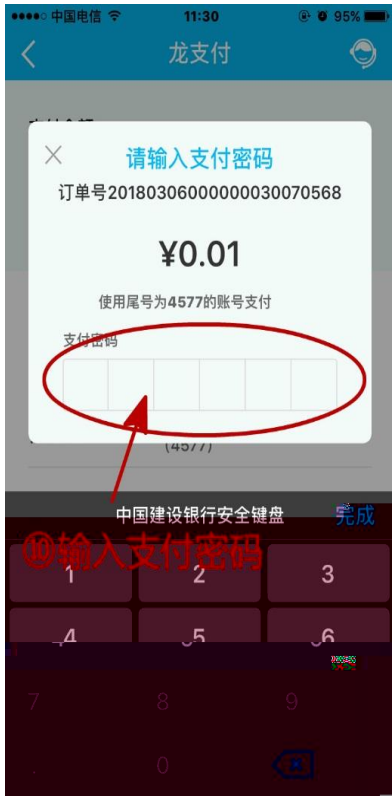 中国电信 11:30 95%
龙支付
请输入支付密码
订单号20180306000000030070568
¥0.01
使用尾号为4577的账号支付
支付密码
(4577)
中国建设银行安全键盘 完成
⑩输入支付密码
1 2 3
4 5 6
7 8 9
. 0